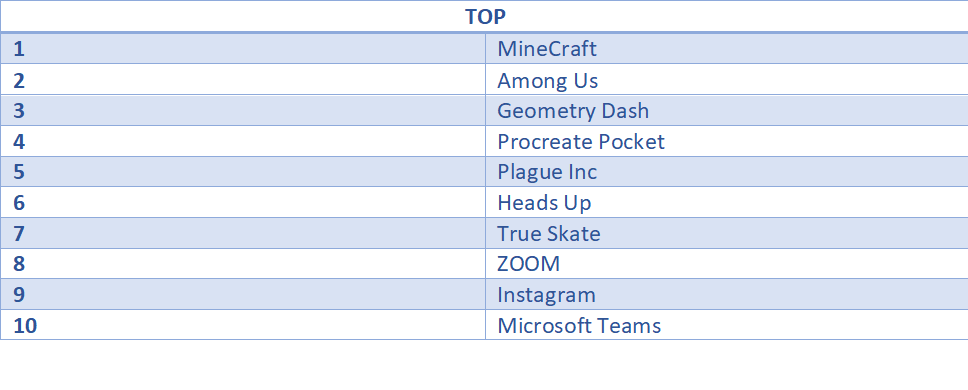 TOP
1 MineCraft
2 Among Us
3 Geometry Dash
4 Procreate Pocket
5 Plague Inc
6 Heads Up
7 True Skate
8 ZOOM
9 Instagram
10 Microsoft Teams